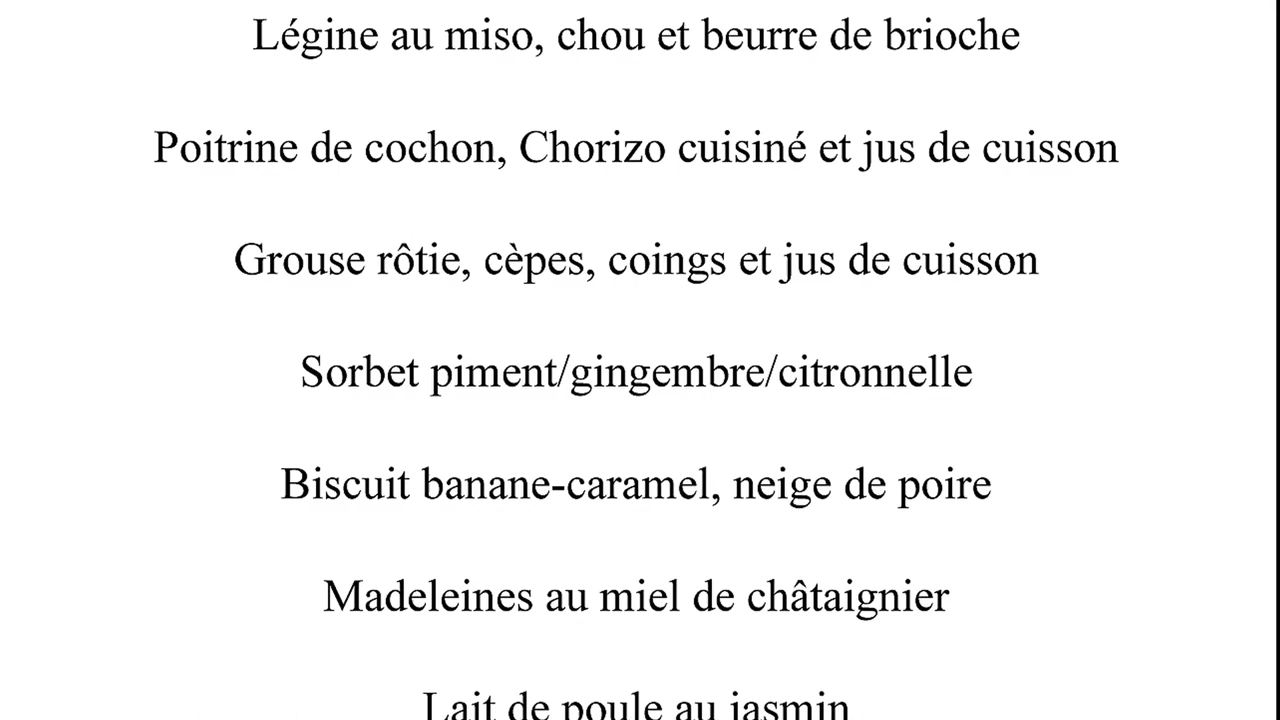 Légine au miso, chou et beurre de brioche
Poitrine de cochon, Chorizo cuisiné et jus de cuisson
Grouse rôtie, cèpes, coings et jus de cuisson
Sorbet piment/gingembre/citronnelle
Biscuit banane-caramel, neige de poire
Madeleines au miel de châtaignier
Lait de poule au jasmin